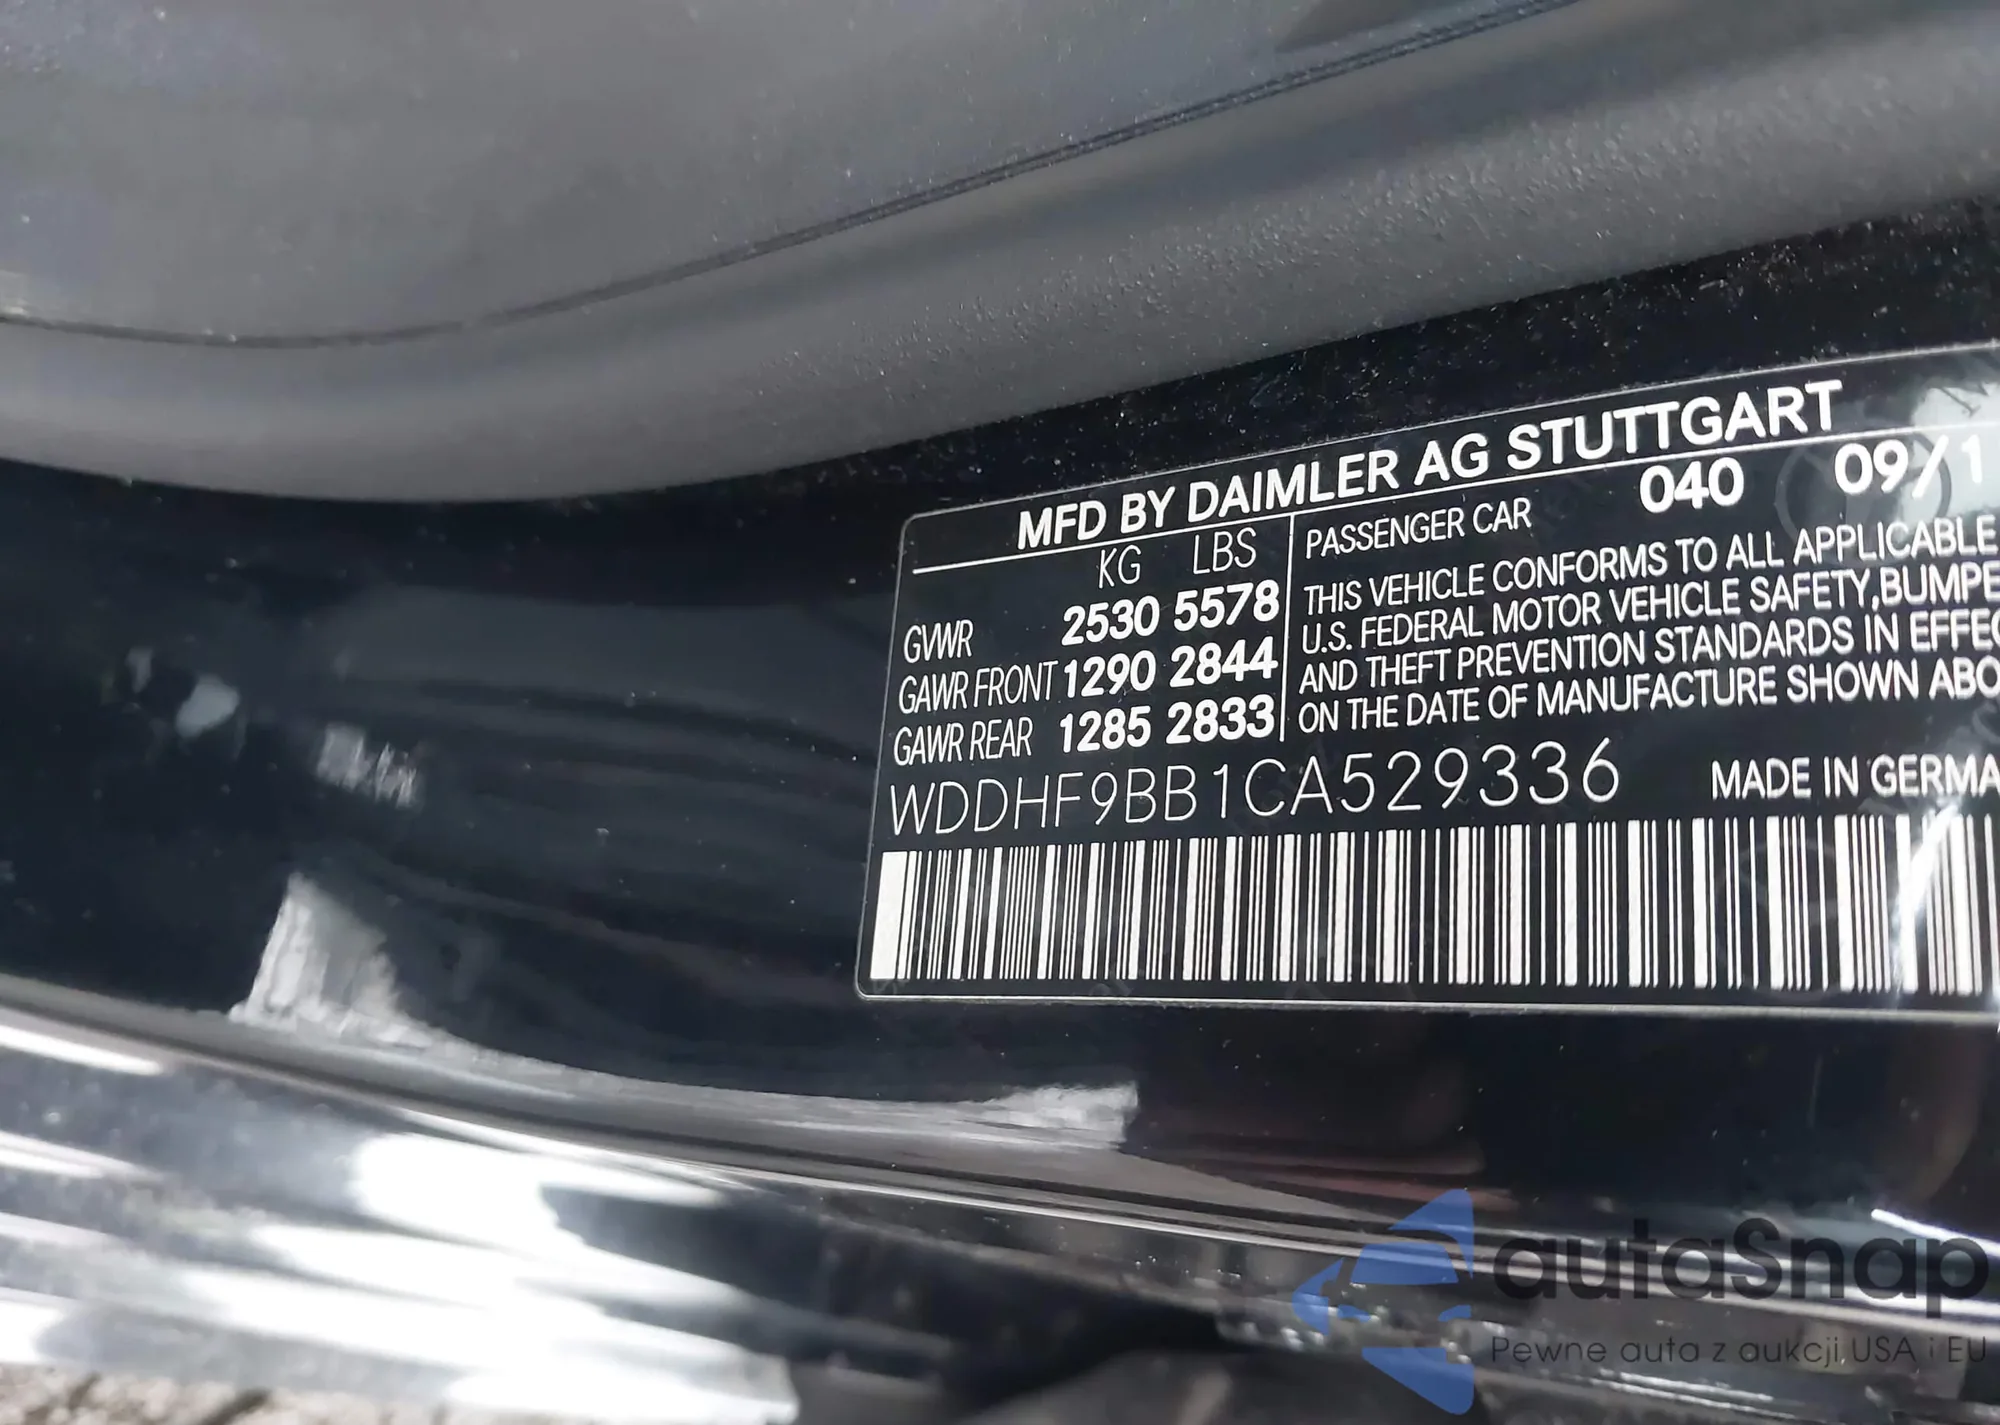 MFD BY DAIMLER AG STUTTGART
KG LBS
GVWR 2530 5578
GAWR FRONT 1290 2844
GAWR REAR 1285 2833
PASSENGER CAR 040 09/1
THIS VEHICLE CONFORMS TO ALL APPLICABLE
U.S. FEDERAL MOTOR VEHICLE SAFETY,BUMPE
AND THEFT PREVENTION STANDARDS IN EFFEC
ON THE DATE OF MANUFACTURE SHOWN ABO
WDDHF9BB1CA529336 MADE IN GERMA
autaSnap
Pewne auta z aukcji USA i EU